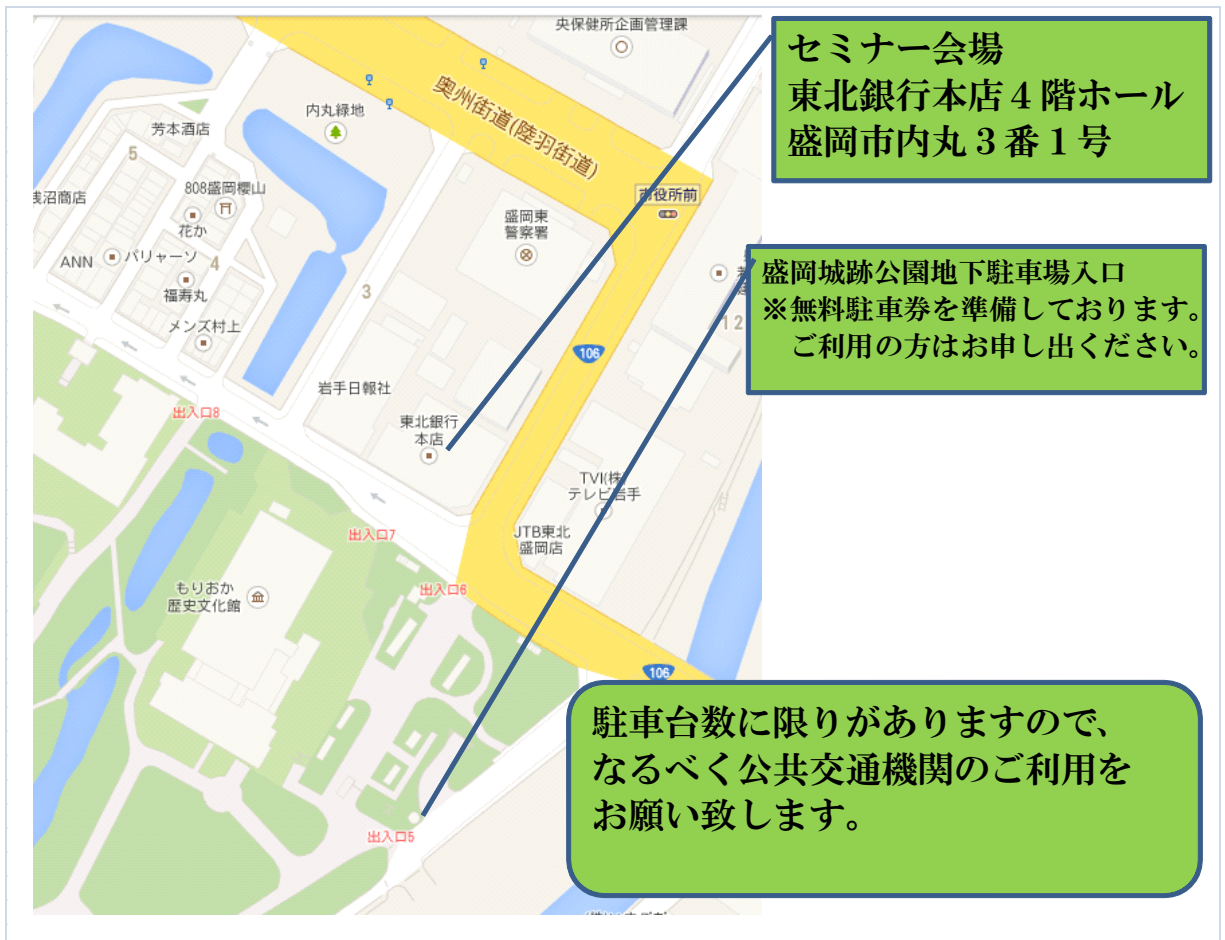 央保健所企画管理課
セミナー会場
東北銀行本店４階ホール
盛岡市内丸３番１号
奥州街道(陸羽街道)
内丸緑地
芳本酒店
5
808盛岡櫻山
浅沼商店
花か
市役所前
盛岡東
警察署
ANN
パリャーソ
4
福寿丸
3
盛岡城跡公園地下駐車場入口
※無料駐車券を準備しております。
ご利用の方はお申し出ください。
12
メンズ村上
106
岩手日報社
出入口8
東北銀行
本店
TVI(株)
テレビ岩手
出入口7
JTB東北
盛岡店
もりおか
歴史文化館
出入口6
106
駐車台数に限りがありますので、
なるべく公共交通機関のご利用を
お願い致します。
出入口5